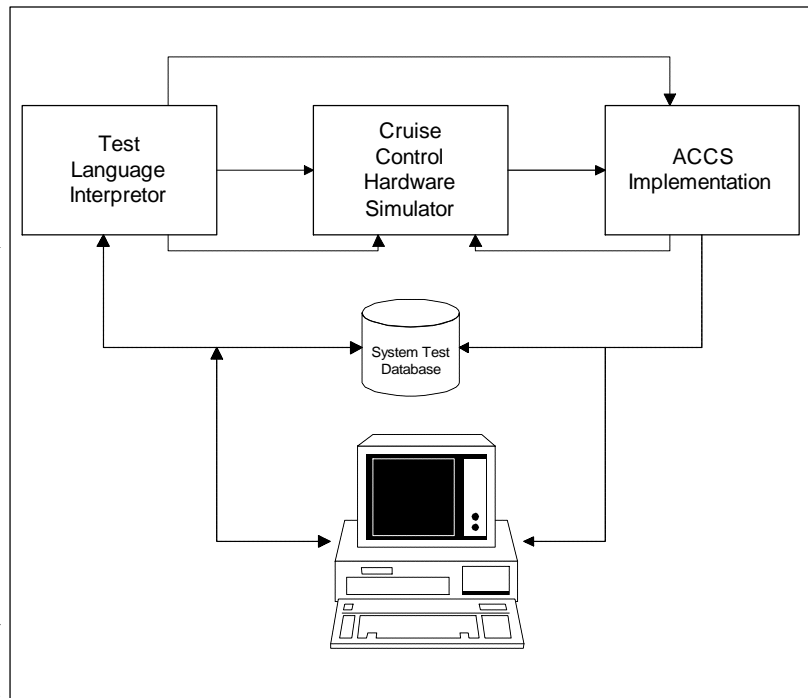 Test
Language
Interpretor
Cruise
Control
Hardware
Simulator
ACCS
Implementation
System Test
Database